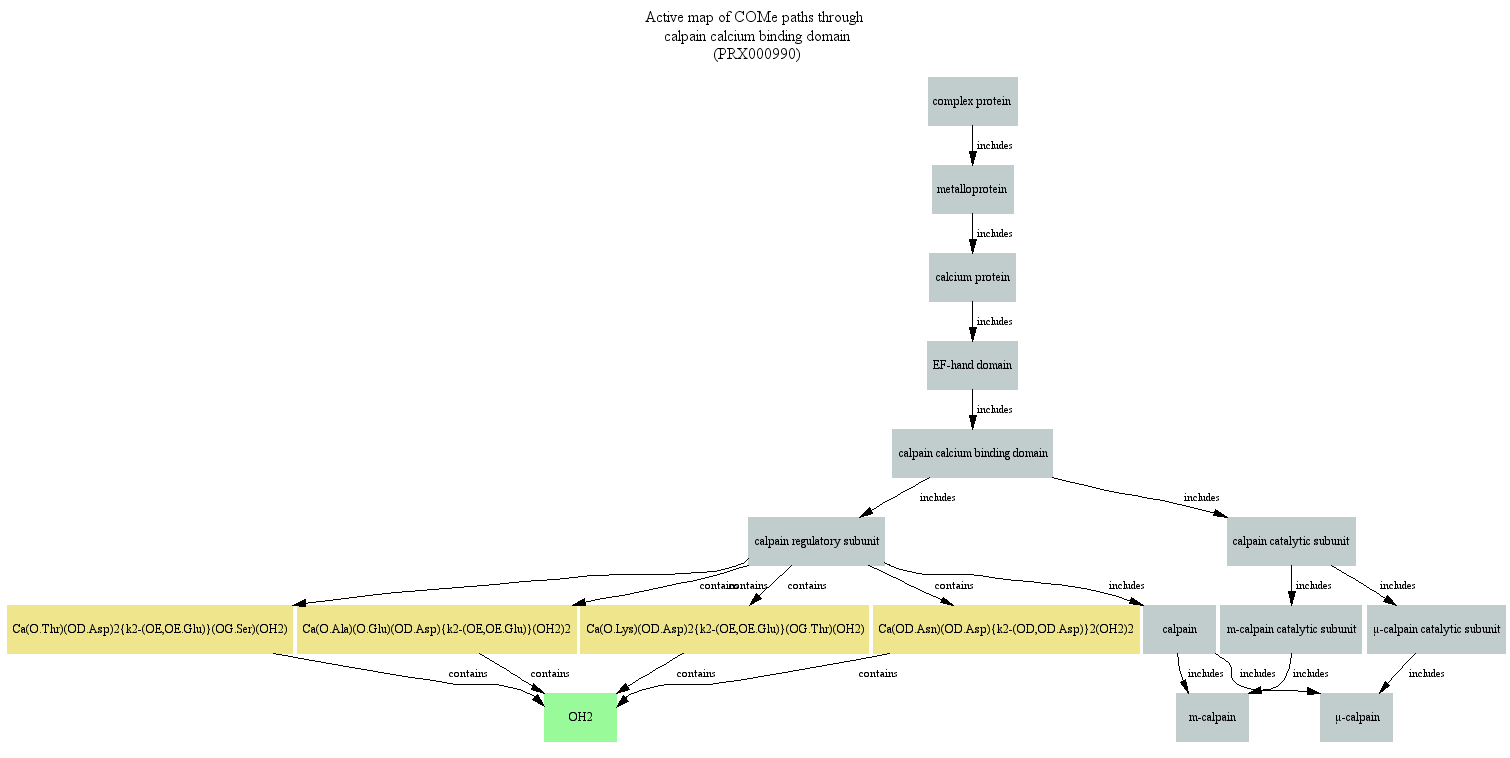 Active map of COMe paths through
calpain calcium binding domain
(PRX000990)
complex protein
includes
metalloprotein
includes
calcium protein
includes
EF-hand domain
includes
calpain calcium binding domain
includes
includes
calpain regulatory subunit
calpain catalytic subunit
contains
contains
contains
contains
includes
includes
includes
Ca(O.Thr)(OD.Asp)2{k2-(OE,OE.Glu)}(OG.Ser)(OH2)
Ca(O.Ala)(O.Glu)(OD.Asp){k2-(OE,OE.Glu)}(OH2)2
Ca(O.Lys)(OD.Asp)2{k2-(OE,OE.Glu)}(OG.Thr)(OH2)
Ca(OD.Asn)(OD.Asp){k2-(OD,OD.Asp)}2(OH2)2
calpain
m-calpain catalytic subunit
µ-calpain catalytic subunit
contains
contains
contains
contains
includes
includes
includes
includes
OH2
m-calpain
µ-calpain